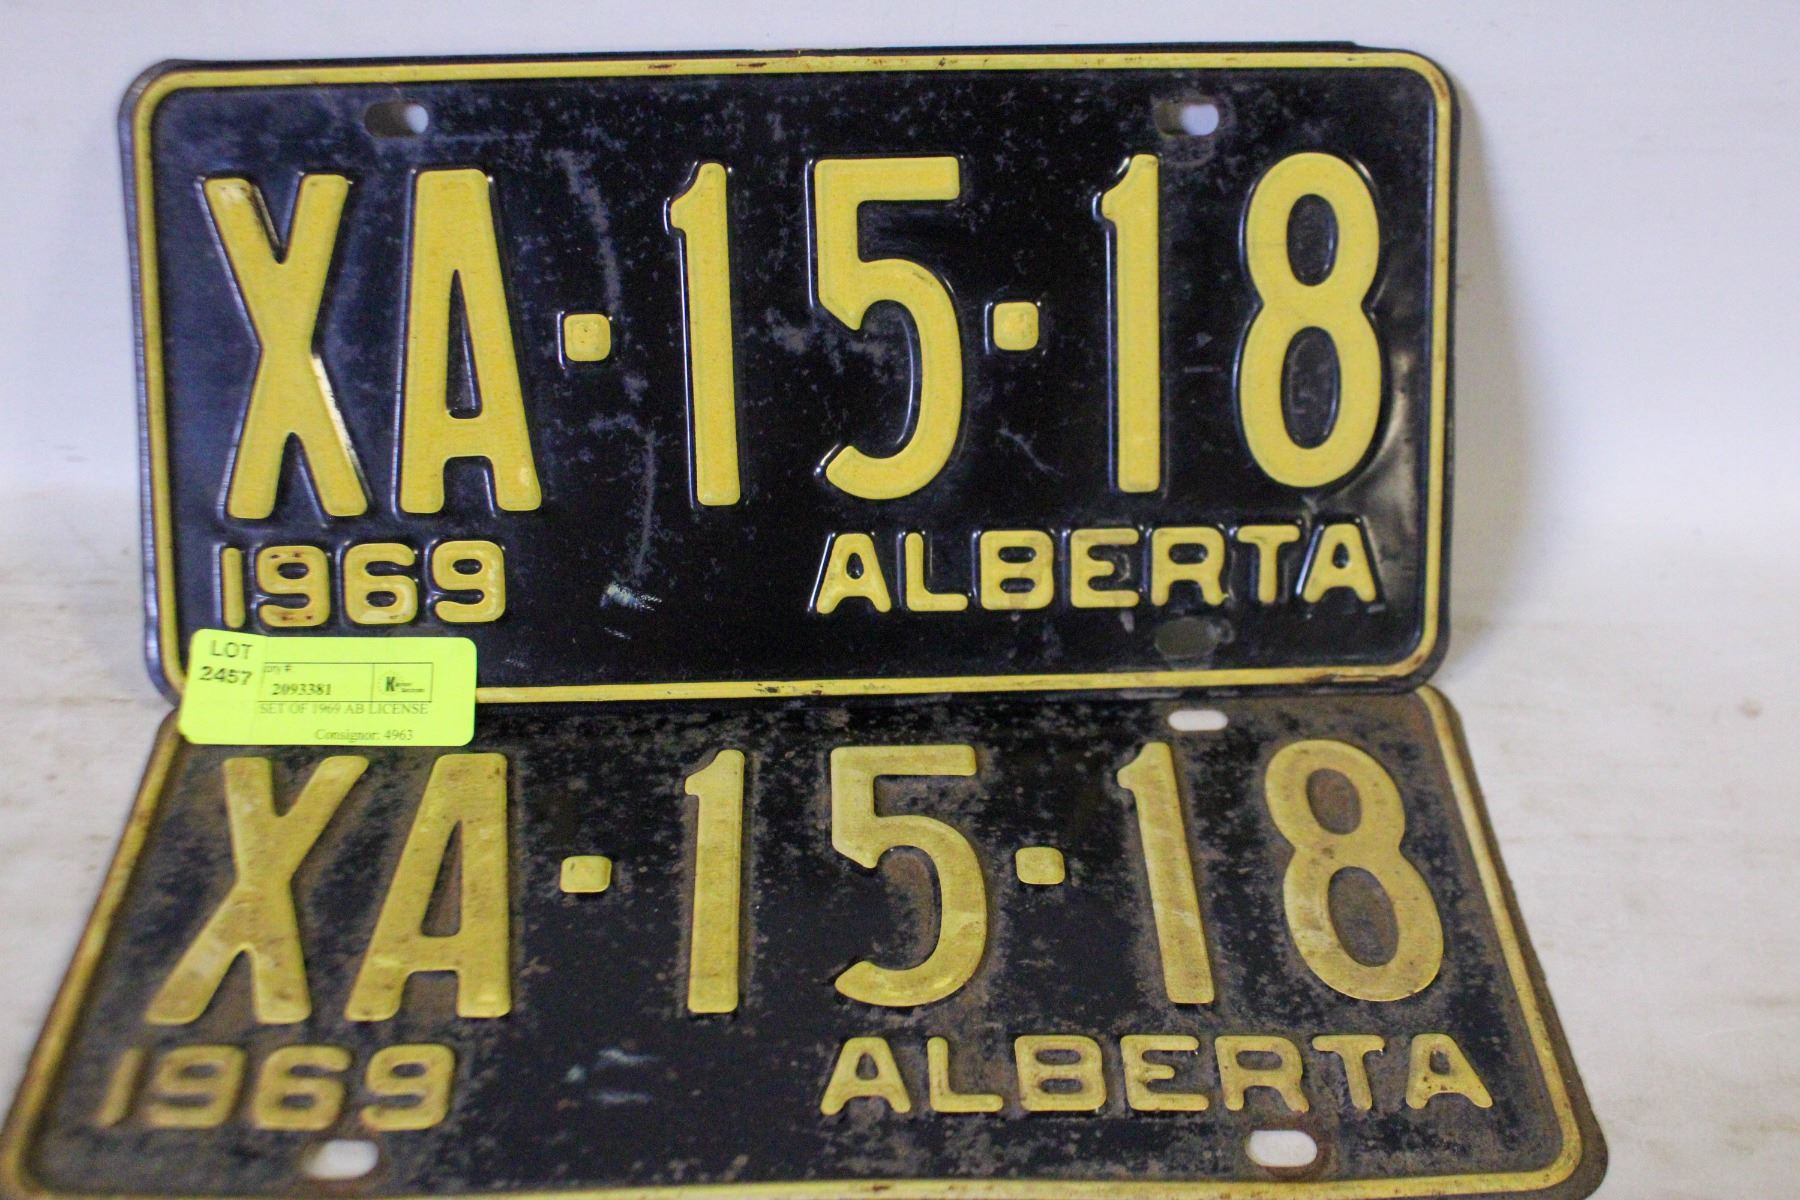 XA·15·18
1969 ALBERTA
LOT
2457
2093381
SET OF 1969 AB LICENSE
Consignor: 4963
XA·15·18
1969 ALBERTA